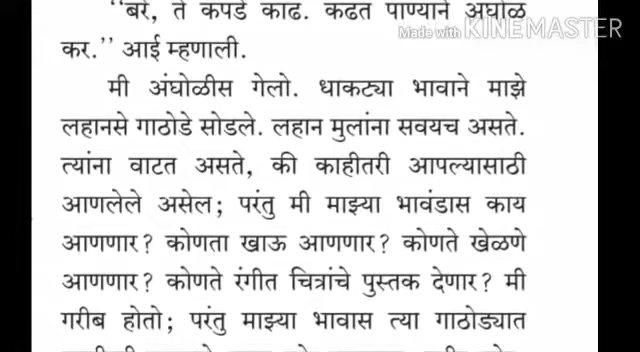 ''बरे, ते कपडे काढ. कढत पाण्याने अंघोळ
Made with KINEMASTER
कर.'' आई म्हणाली.
मी अंघोळीस गेलो. धाकट्या भावाने माझे
लहानसे गाठोडे सोडले. लहान मुलांना सवयच असते.
त्यांना वाटत असते, की काहीतरी आपल्यासाठी
आणलेले असेल; परंतु मी माझ्या भावंडास काय
आणणार? कोणता खाऊ आणणार? कोणते खेळणे
आणणार? कोणते रंगीत चित्रांचे पुस्तक देणार? मी
गरीब होतो; परंतु माझ्या भावास त्या गाठोड्यात